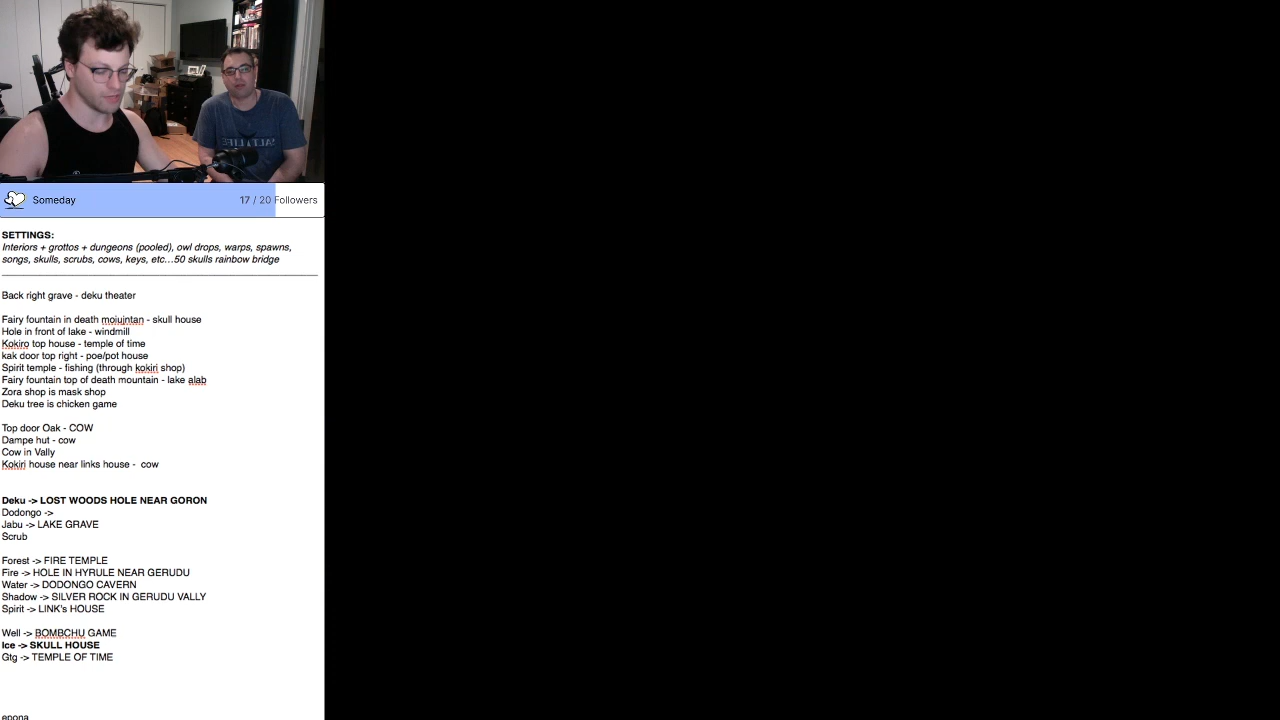 Someday
17 / 20 Followers
SETTINGS:
Interiors + grottos + dungeons (pooled), owl drops, warps, spawns,
songs, skulls, scrubs, cows, keys, etc...50 skulls rainbow bridge
Back right grave - deku theater
Fairy fountain in death moiujntan - skull house
Hole in front of lake - windmill
Kokiro top house - temple of time
kak door top right - poe/pot house
Spirit temple - fishing (through kokiri shop)
Fairy fountain top of death mountain - lake alab
Zora shop is mask shop
Deku tree is chicken game
Top door Oak - COW
Dampe hut - cow
Cow in Vally
Kokiri house near links house -  cow
Deku -> LOST WOODS HOLE NEAR GORON
Dodongo ->
Jabu -> LAKE GRAVE
Scrub
Forest -> FIRE TEMPLE
Fire -> HOLE IN HYRULE NEAR GERUDU
Water -> DODONGO CAVERN
Shadow -> SILVER ROCK IN GERUDU VALLY
Spirit -> LINK's HOUSE
Well -> BOMBCHU GAME
Ice -> SKULL HOUSE
Gtg -> TEMPLE OF TIME
epona